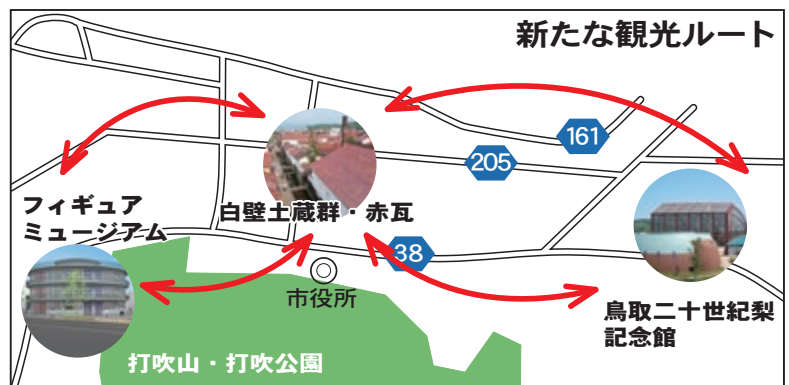 新たな観光ルート
161
205
フィギュア
ミュージアム
白壁土蔵群・赤瓦
38
市役所
鳥取二十世紀梨
記念館
打吹山・打吹公園